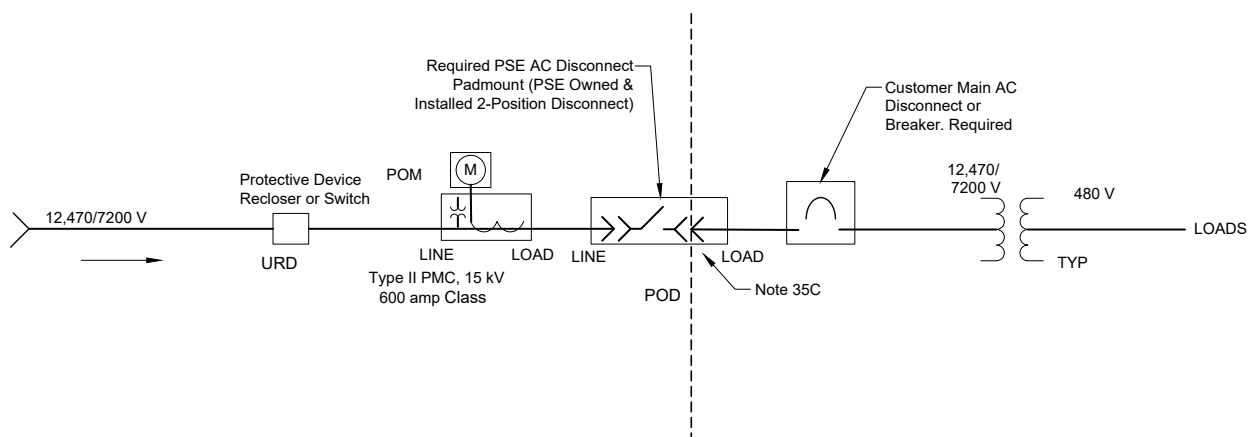 Required PSE AC Disconnect
Padmount (PSE Owned &
Installed 2-Position Disconnect)
Customer Main AC
Disconnect or
Breaker. Required
Protective Device
Recloser or Switch
POM
M
12,470/
7200 V
480 V
12,470/7200 V
LOADS
URD
LINE
LOAD
LINE
LOAD
TYP
Type II PMC, 15 kV
600 amp Class
POD
Note 35C